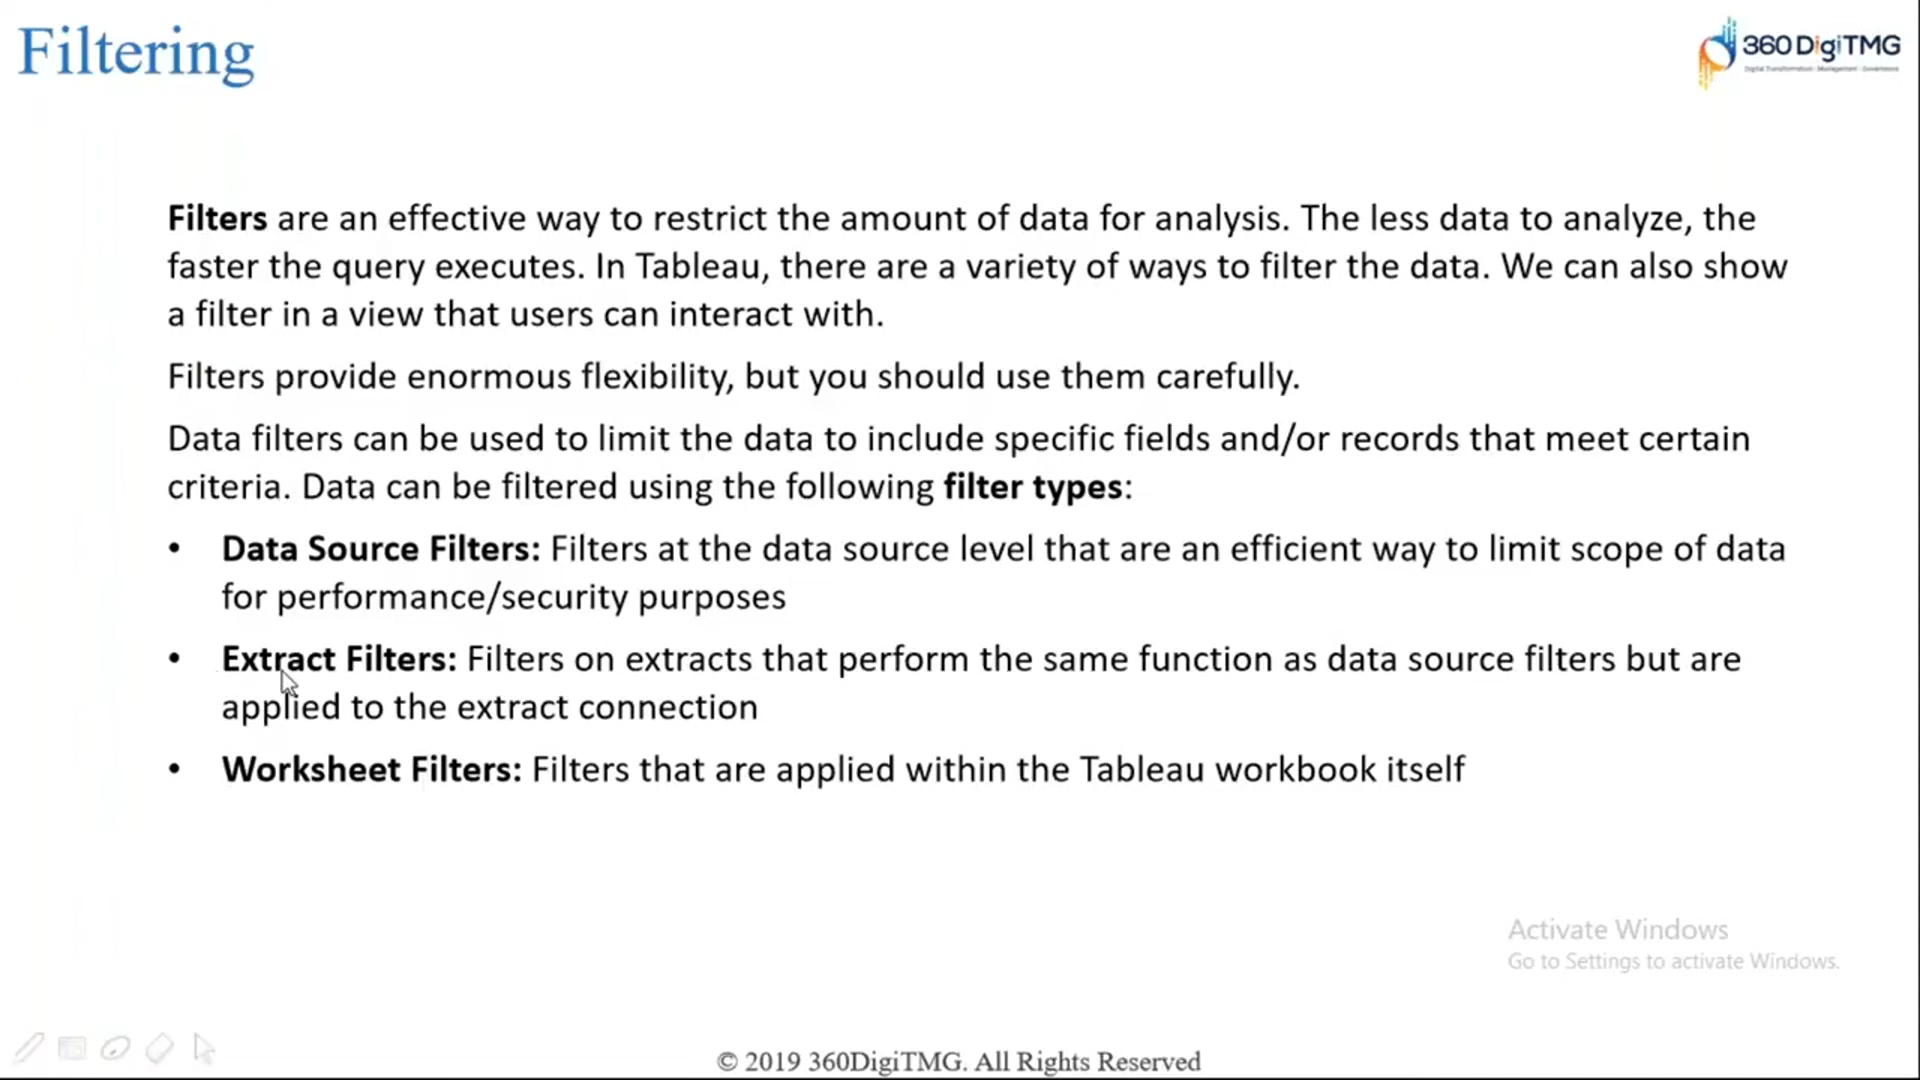 Filtering
360DigiTMG
Filters are an effective way to restrict the amount of data for analysis. The less data to analyze, the
faster the query executes. In Tableau, there are a variety of ways to filter the data. We can also show
a filter in a view that users can interact with.
Filters provide enormous flexibility, but you should use them carefully.
Data filters can be used to limit the data to include specific fields and/or records that meet certain
criteria. Data can be filtered using the following filter types:
• Data Source Filters: Filters at the data source level that are an efficient way to limit scope of data
for performance/security purposes
• Extract Filters: Filters on extracts that perform the same function as data source filters but are
applied to the extract connection
• Worksheet Filters: Filters that are applied within the Tableau workbook itself
Activate Windows
Go to Settings to activate Windows.
© 2019 360DigiTMG. All Rights Reserved